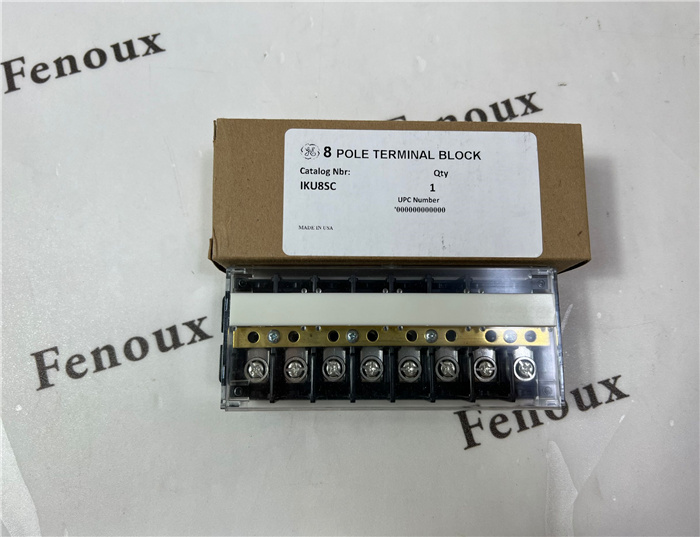 Fenoux
Fenoux
8 POLE TERMINAL BLOCK
Catalog Nbr: Qty
IKU8SC 1
UPC Number
'000000000000
MADE IN USA
Fenoux
Fenoux